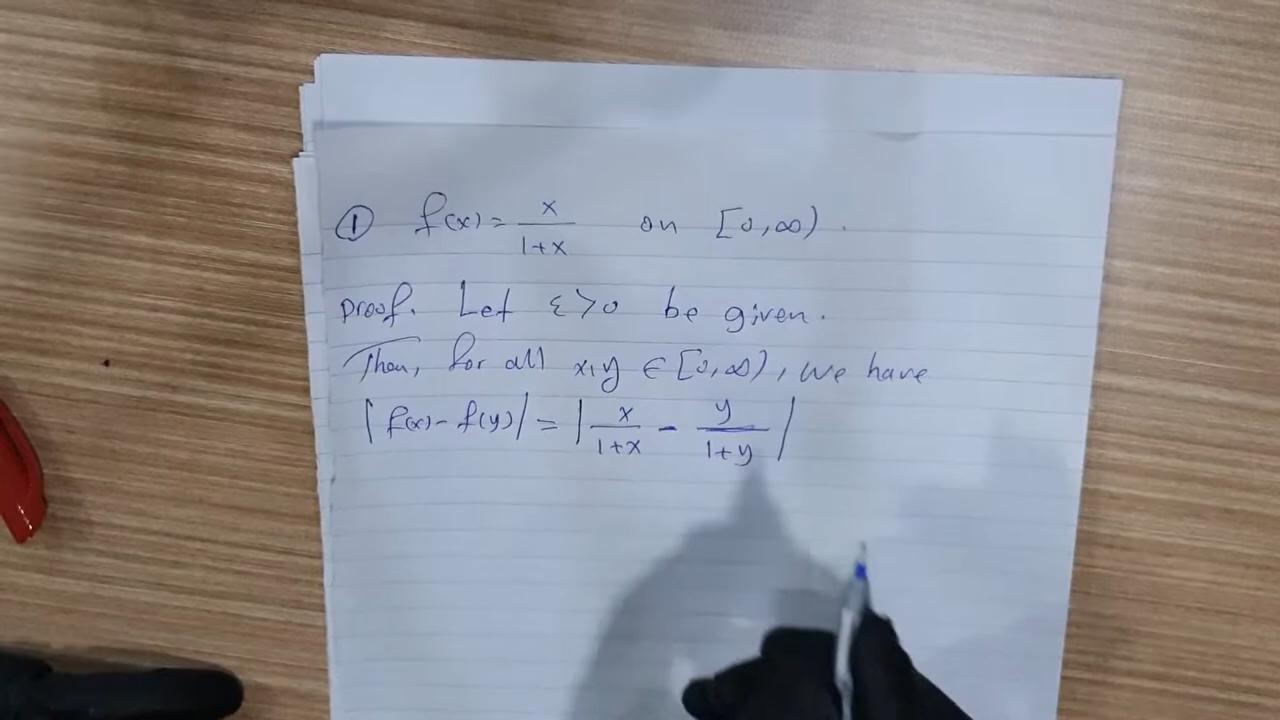 ① f(x) = x/(1+x) on [0,∞).
Proof. Let ε>0 be given.
Then, for all x,y ∈ [0,∞), we have
|f(x) - f(y)| = | x/(1+x) - y/(1+y) |